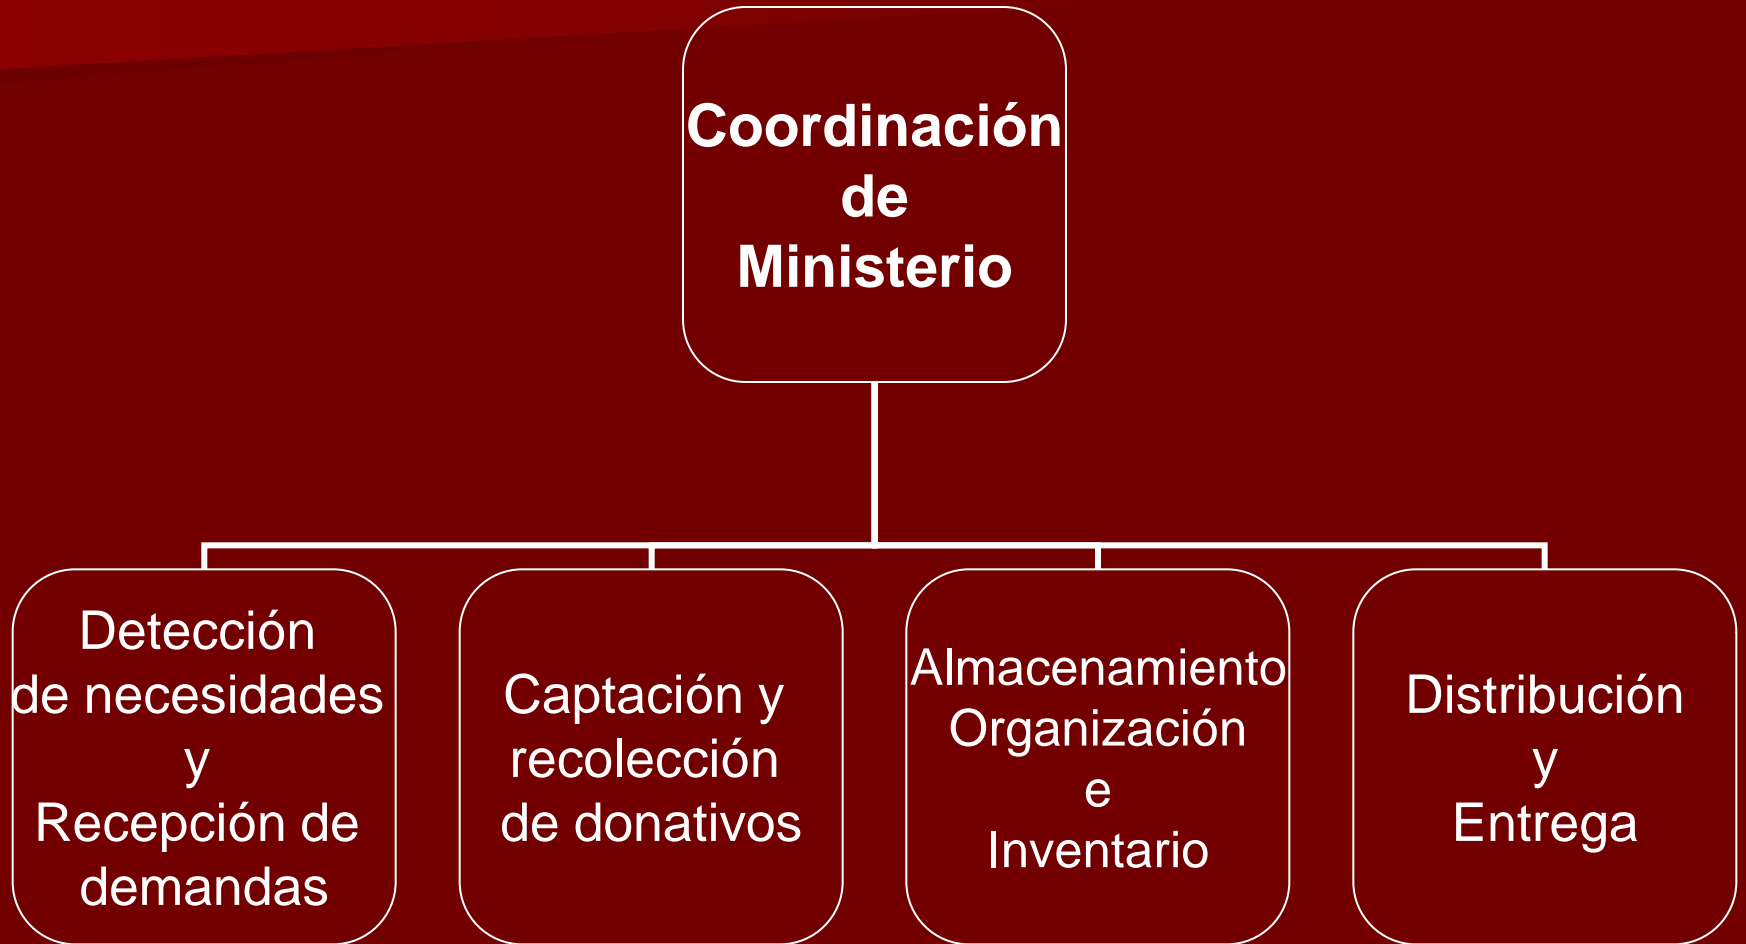 Coordinación
de
Ministerio
Detección
de necesidades
y
Recepción de
demandas
Captación y
recolección
de donativos
Almacenamiento
Organización
e
Inventario
Distribución
y
Entrega